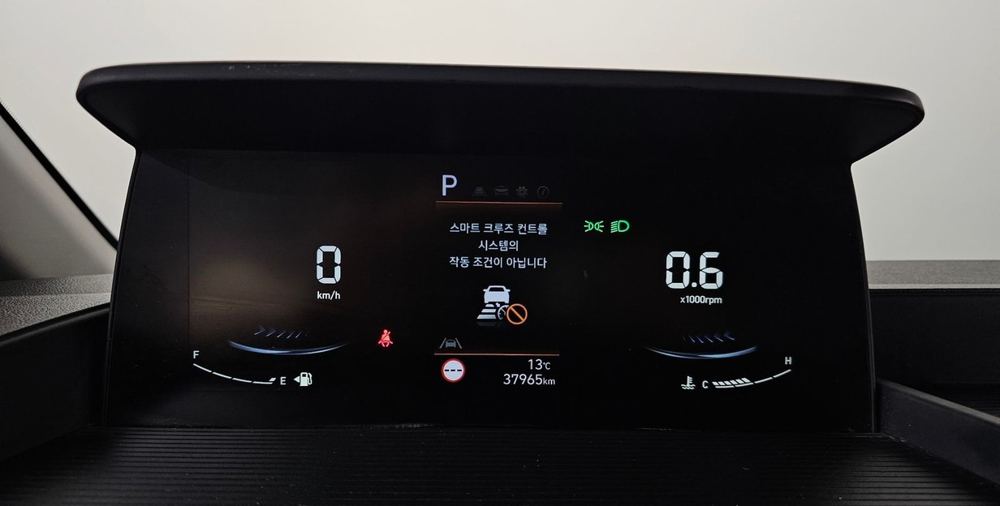 P
스마트 크루즈 컨트롤
시스템의
작동 조건이 아닙니다
0
km/h
0.6
x1000rpm
F
E
H
C
13℃
37965km